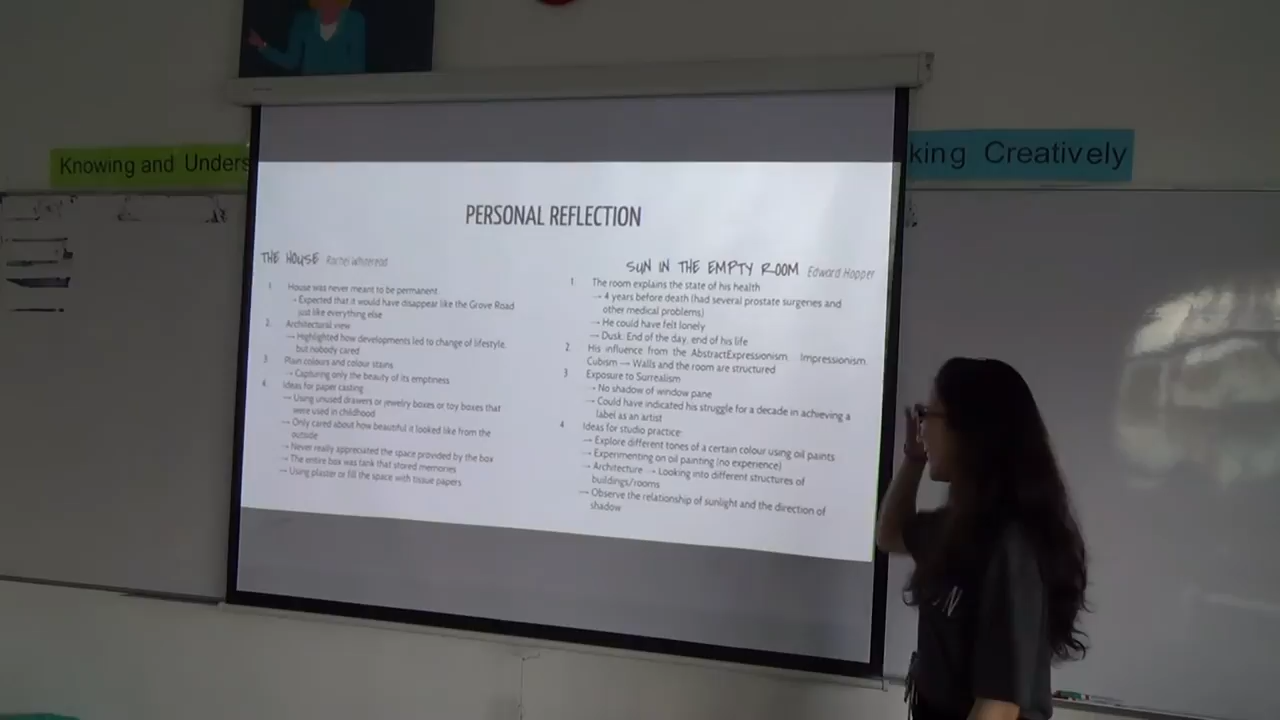 Knowing and Unders
king Creatively
PERSONAL REFLECTION
THE HOUSE Rachel Whiteread
1. House was never meant to be permanent.
→ Expected that it would have disappear like the Grove Road
just like everything else
2. Architectural view
→ Highlighted how developments led to change of lifestyle,
but nobody cared
3. Plain colours and colour stains
→ Capturing only the beauty of its emptiness
4. Ideas for paper casting
→ Using unused drawers or jewelry boxes or toy boxes that
were used in childhood
→ Only cared about how beautiful it looked like from the
outside
→ Never really appreciated the space provided by the box
→ The entire box was tank that stored memories
→ Using plaster or fill the space with tissue papers
SUN IN THE EMPTY ROOM Edward Hopper
1. The room explains the state of his health
→ 4 years before death (had several prostate surgeries and
other medical problems)
→ He could have felt lonely
→ Dusk: End of the day, end of his life
2. His influence from the AbstractExpressionism, Impressionism,
Cubism → Walls and the room are structured
3. Exposure to Surrealism
→ No shadow of window pane
→ Could have indicated his struggle for a decade in achieving a
label as an artist
4. Ideas for studio practice:
→ Explore different tones of a certain colour using oil paints
→ Experimenting on oil painting (no experience)
→ Architecture → Looking into different structures of
buildings/rooms
→ Observe the relationship of sunlight and the direction of
shadow